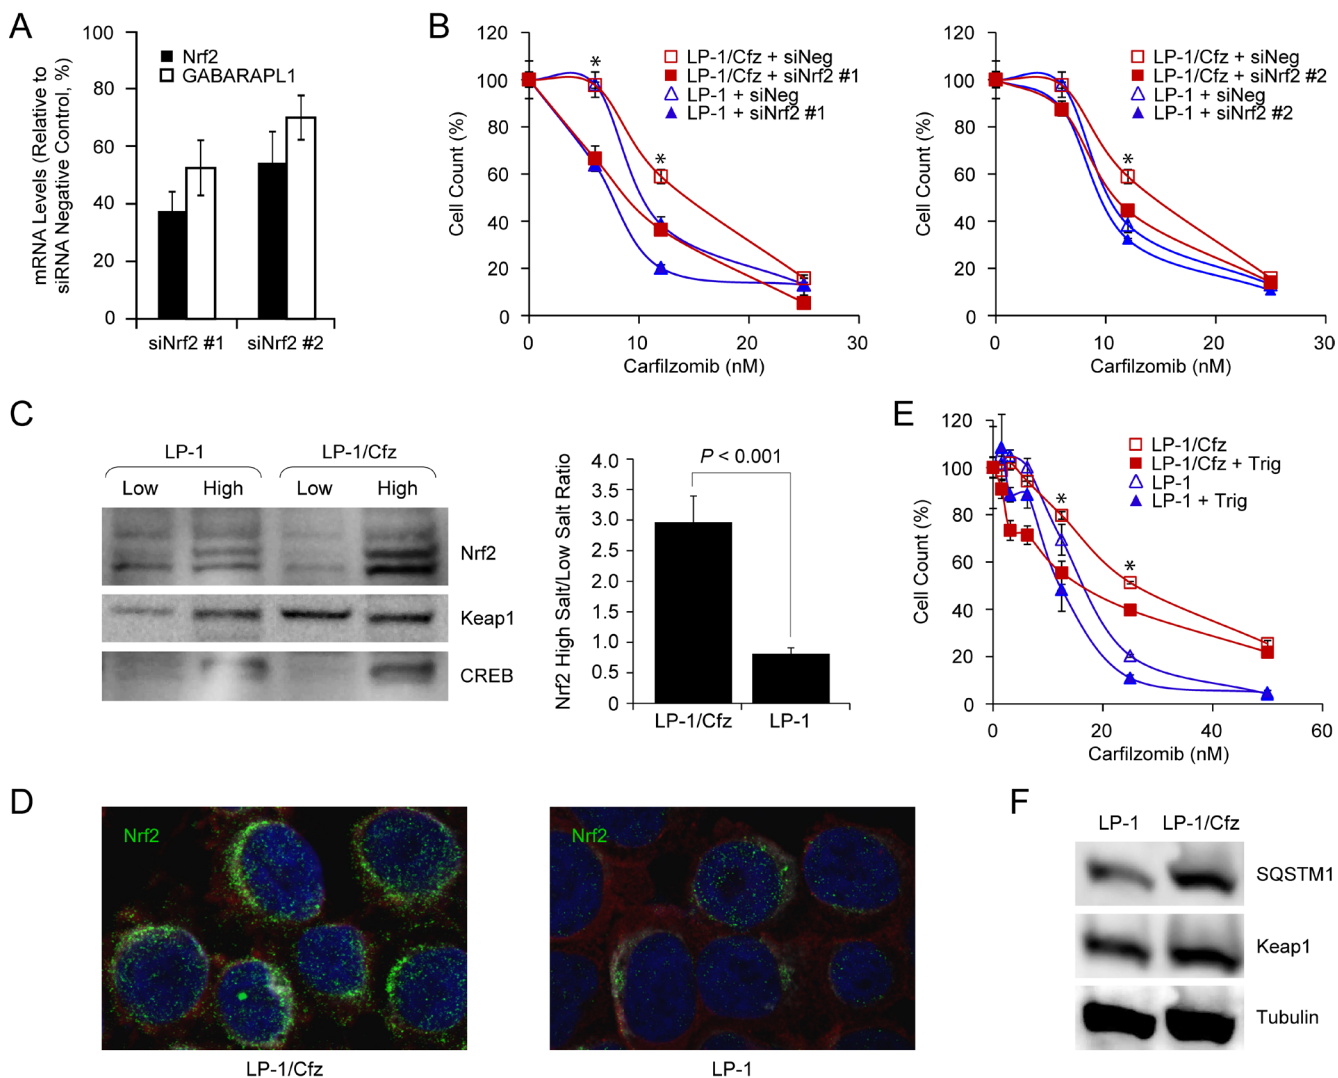 A
mRNA Levels (Relative to
siRNA Negative Control, %)
100
80
60
40
20
0
Nrf2
GABARAPL1
siNrf2 #1
siNrf2 #2
B
Cell Count (%)
120
100
80
60
40
20
0
*
*
LP-1/Cfz + siNeg
LP-1/Cfz + siNrf2 #1
LP-1 + siNeg
LP-1 + siNrf2 #1
0 10 20 30
Carfilzomib (nM)
Cell Count (%)
120
100
80
60
40
20
0
*
LP-1/Cfz + siNeg
LP-1/Cfz + siNrf2 #2
LP-1 + siNeg
LP-1 + siNrf2 #2
0 10 20 30
Carfilzomib (nM)
C
LP-1 LP-1/Cfz
Low High Low High
Nrf2
Keap1
CREB
Nrf2 High Salt/Low Salt Ratio
4.0
3.5
3.0
2.5
2.0
1.5
1.0
0.5
0
P < 0.001
LP-1/Cfz LP-1
E
Cell Count (%)
120
100
80
60
40
20
0
*
*
LP-1/Cfz
LP-1/Cfz + Trig
LP-1
LP-1 + Trig
0 20 40 60
Carfilzomib (nM)
D
Nrf2
LP-1/Cfz
Nrf2
LP-1
F
LP-1 LP-1/Cfz
SQSTM1
Keap1
Tubulin